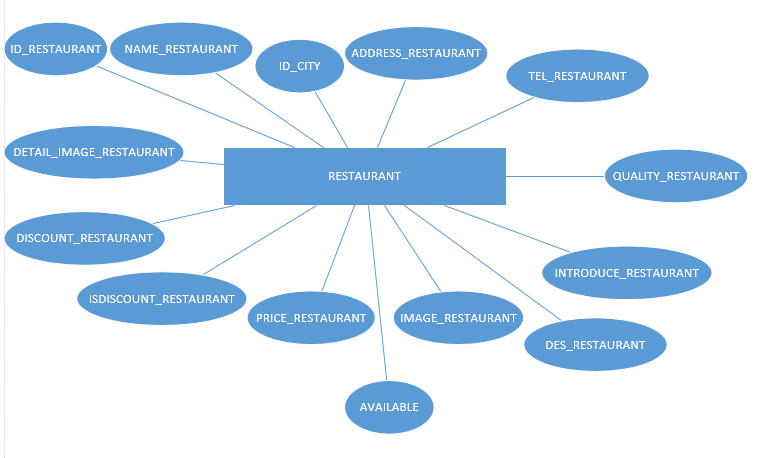 ID_RESTAURANT
NAME_RESTAURANT
ID_CITY
ADDRESS_RESTAURANT
TEL_RESTAURANT
DETAIL_IMAGE_RESTAURANT
RESTAURANT
QUALITY_RESTAURANT
DISCOUNT_RESTAURANT
INTRODUCE_RESTAURANT
ISDISCOUNT_RESTAURANT
PRICE_RESTAURANT
IMAGE_RESTAURANT
DES_RESTAURANT
AVAILABLE